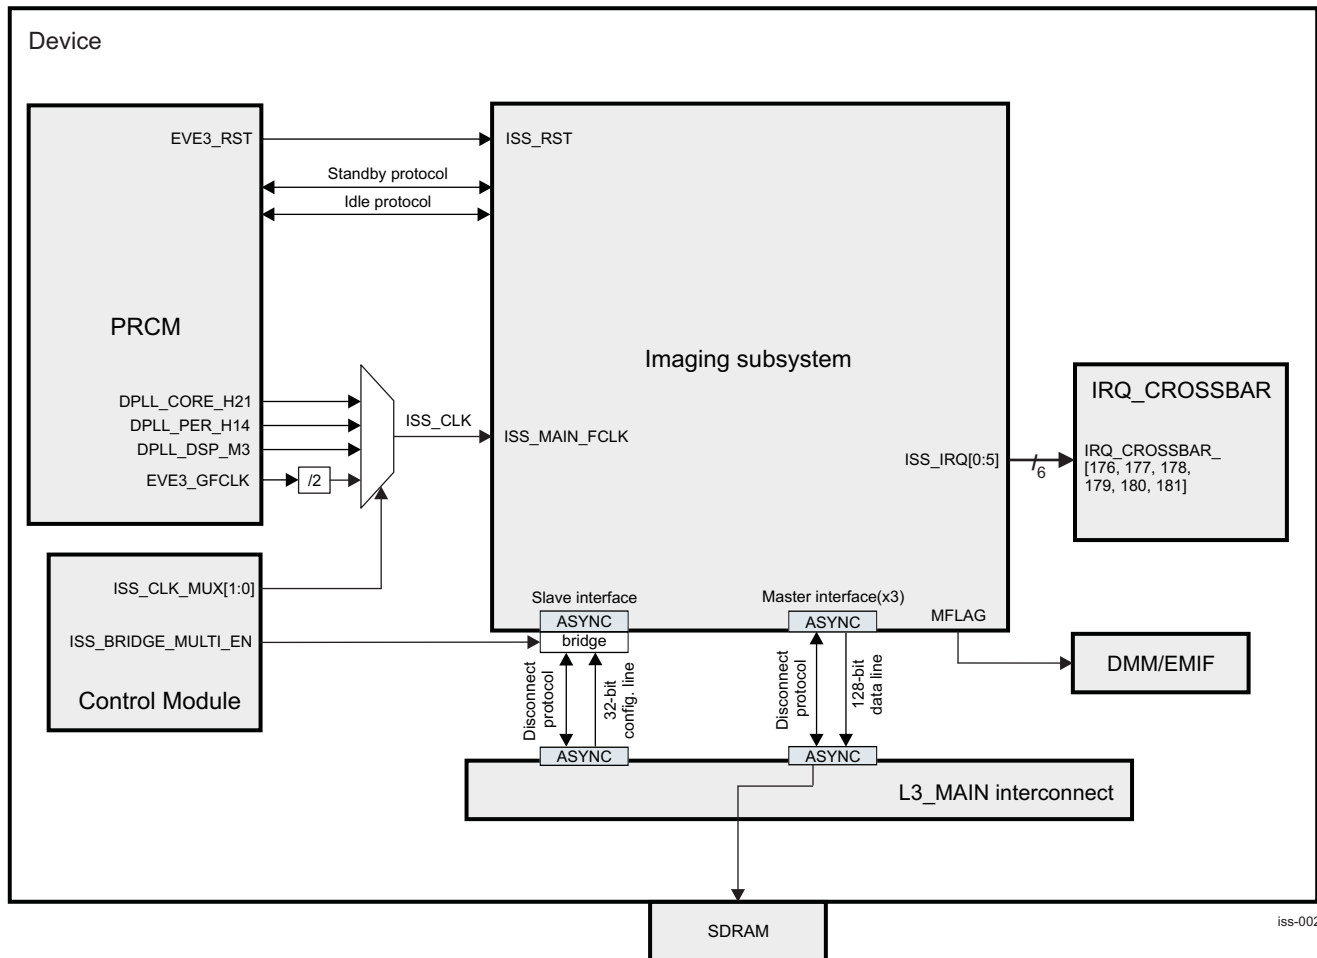 Device
EVE3_RST
ISS_RST
Standby protocol
Idle protocol
PRCM
Imaging subsystem
DPLL_CORE_H21
DPLL_PER_H14
DPLL_DSP_M3
EVE3_GFCLK
/2
ISS_CLK
ISS_MAIN_FCLK
ISS_IRQ[0:5]
6
IRQ_CROSSBAR
IRQ_CROSSBAR_
[176, 177, 178,
179, 180, 181]
ISS_CLK_MUX[1:0]
ISS_BRIDGE_MULTI_EN
Control Module
Slave interface
ASYNC
bridge
Master interface(x3)
ASYNC
MFLAG
DMM/EMIF
Disconnect
protocol
32-bit
config. line
Disconnect
protocol
128-bit
data line
ASYNC
ASYNC
L3_MAIN interconnect
SDRAM
iss-002